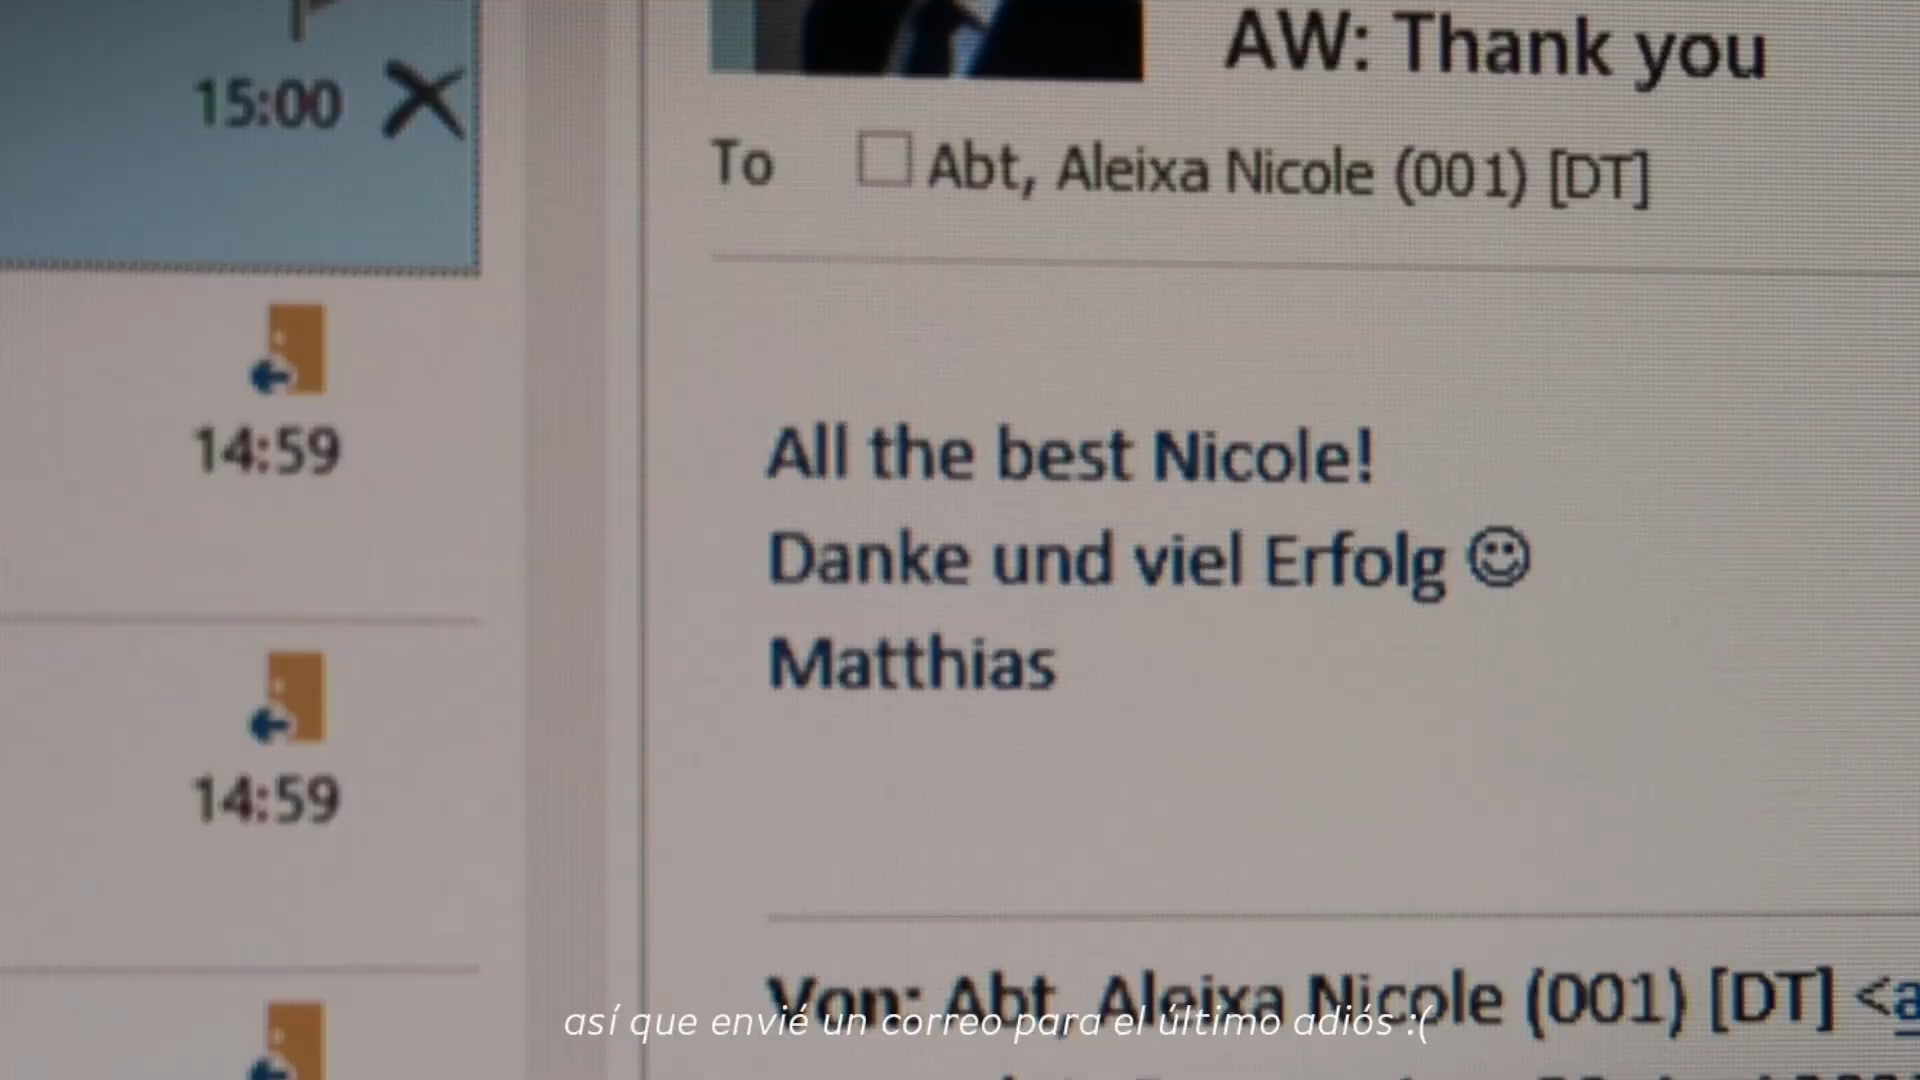 15:00
14:59
14:59
AW: Thank you
To Abt, Aleixa Nicole (001) [DT]
All the best Nicole!
Danke und viel Erfolg ☺
Matthias
Von: Abt, Aleixa Nicole (001) [DT] <a
así que envié un correo para el último adiós :(